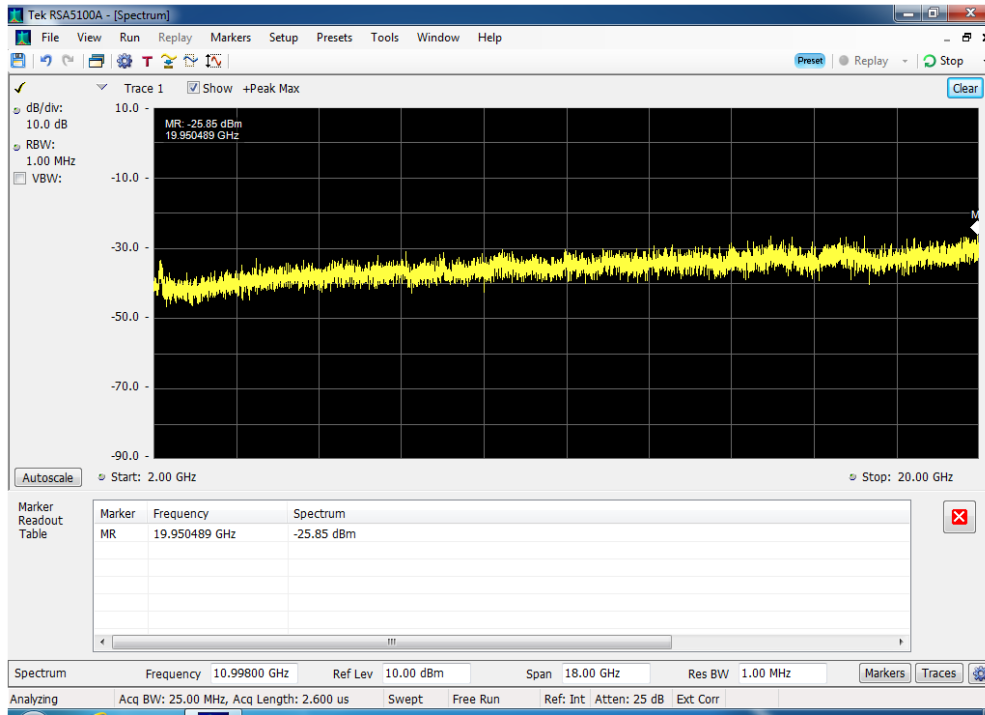 Tek RSA5100A - [Spectrum]
File View Run Replay Markers Setup Presets Tools Window Help
T Preset Replay Stop
Trace 1 Show +Peak Max Clear
dB/div:
10.0 dB
RBW:
1.00 MHz
VBW:
10.0
-10.0
-30.0
-50.0
-70.0
-90.0
MR: -25.85 dBm
19.950489 GHz
M
Autoscale Start: 2.00 GHz Stop: 20.00 GHz
Marker
Readout
Table
Marker Frequency Spectrum
MR 19.950489 GHz -25.85 dBm
Spectrum Frequency 10.99800 GHz Ref Lev 10.00 dBm Span 18.00 GHz Res BW 1.00 MHz Markers Traces
Analyzing Acq BW: 25.00 MHz, Acq Length: 2.600 us Swept Free Run Ref: Int Atten: 25 dB Ext Corr